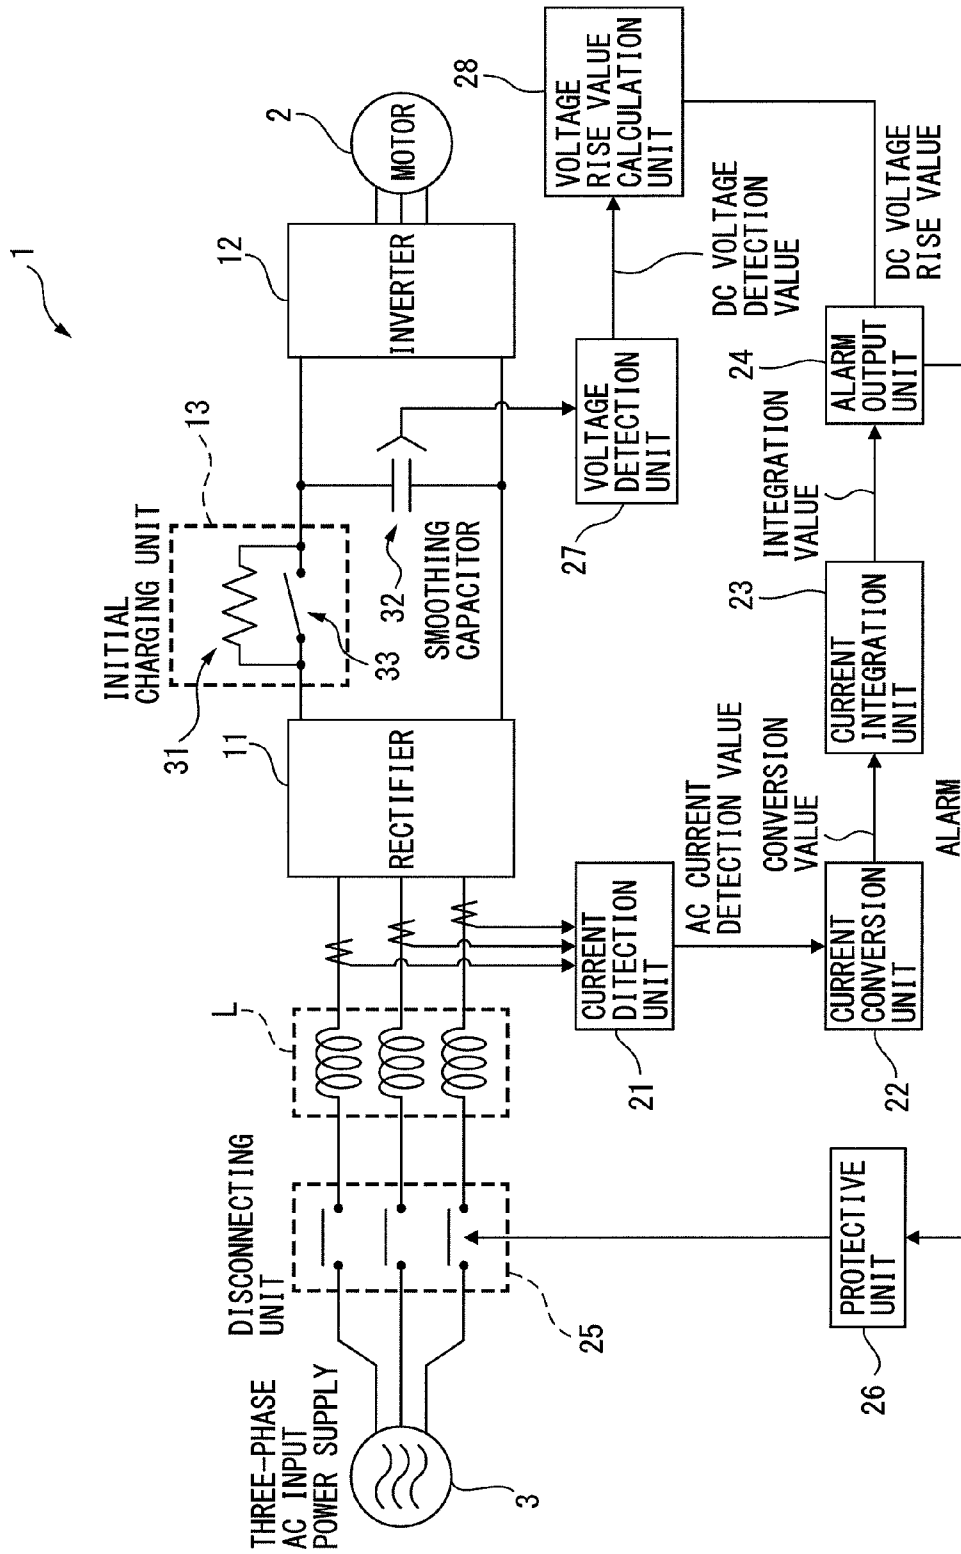 1
THREE-PHASE
AC INPUT
POWER SUPPLY
3
DISCONNECTING
UNIT
25
L
RECTIFIER
11
INITIAL
CHARGING UNIT
13
31
33
32
SMOOTHING
CAPACITOR
INVERTER
12
MOTOR
2
CURRENT
DITECTION
UNIT
21
AC CURRENT
DETECTION VALUE
VOLTAGE
DETECTION
UNIT
27
DC VOLTAGE
DETECTION
VALUE
VOLTAGE
RISE VALUE
CALCULATION
UNIT
28
PROTECTIVE
UNIT
26
CURRENT
CONVERSION
UNIT
22
CONVERSION
VALUE
CURRENT
INTEGRATION
UNIT
23
INTEGRATION
VALUE
ALARM
OUTPUT
UNIT
24
DC VOLTAGE
RISE VALUE
ALARM